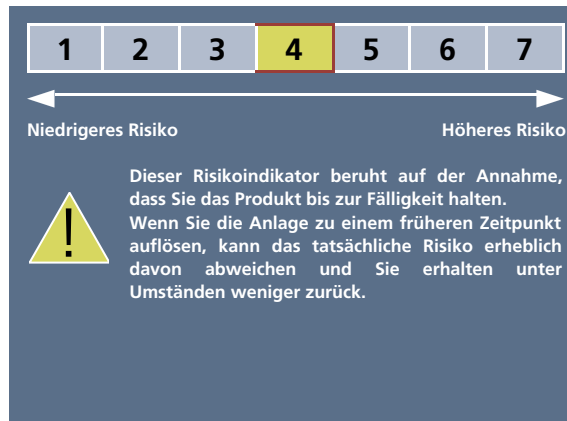 1 2 3 4 5 6 7
Niedrigeres Risiko Höheres Risiko
Dieser Risikoindikator beruht auf der Annahme,
dass Sie das Produkt bis zur Fälligkeit halten.
Wenn Sie die Anlage zu einem früheren Zeitpunkt
auflösen, kann das tatsächliche Risiko erheblich
davon abweichen und Sie erhalten unter
Umständen weniger zurück.
!